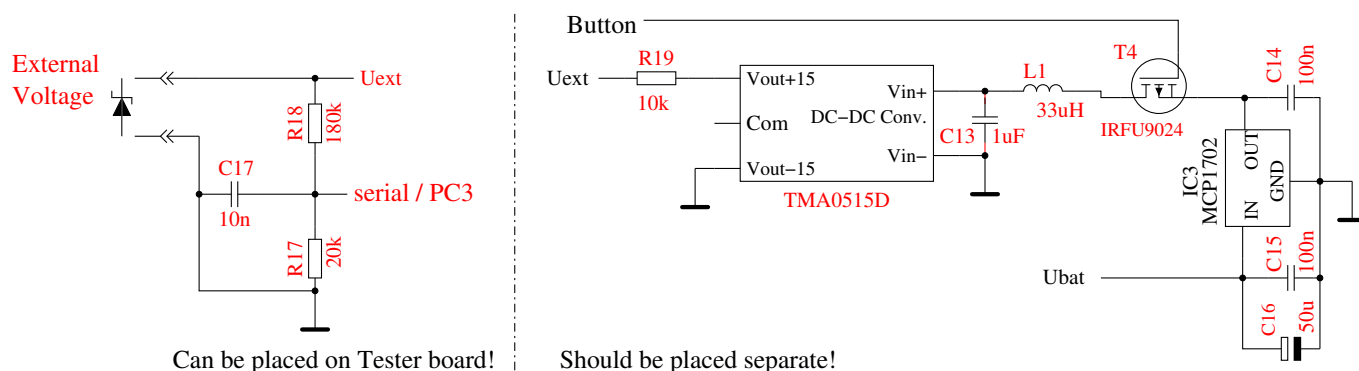 External
Voltage
Uext
R18
180k
C17
10n
serial / PC3
R17
20k
Can be placed on Tester board!
Button
Uext
R19
10k
Vout+15
Com
Vout−15
Vin+
DC−DC Conv.
Vin−
TMA0515D
C13
1uF
L1
33uH
T4
IRFU9024
C14
100n
IC3
MCP1702
OUT
GND
IN
Ubat
C15
100n
C16
50u
Should be placed separate!